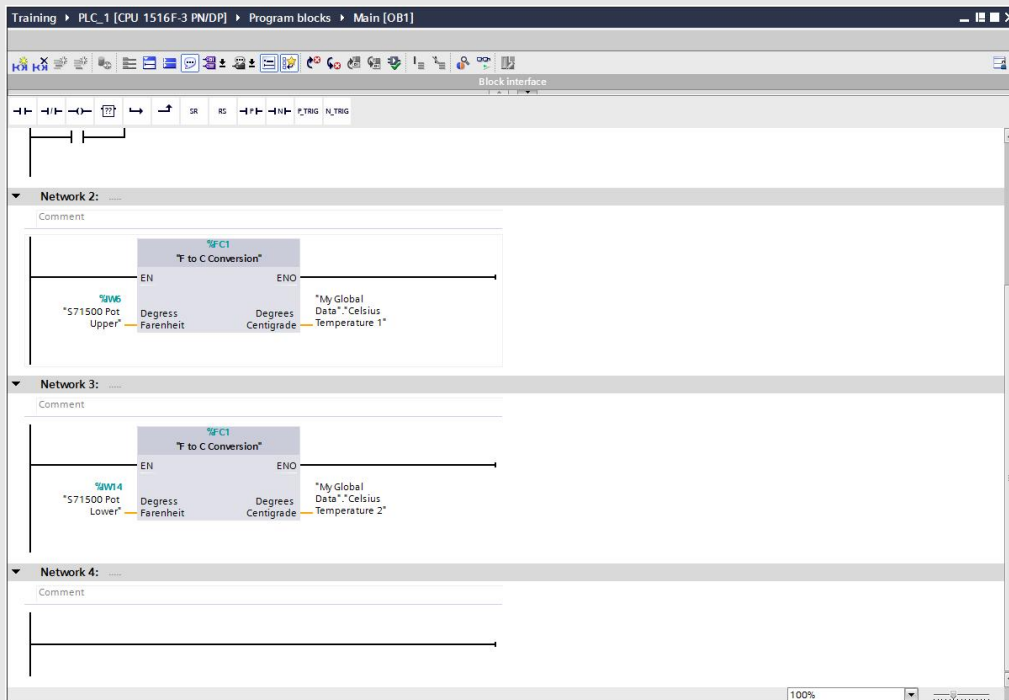 Training ▸ PLC_1 [CPU 1516F-3 PN/DP] ▸ Program blocks ▸ Main [OB1]
Block interface
?? SR RS P N P_TRIG N_TRIG
Network 2: .....
Comment
%FC1
"F to C Conversion"
EN ENO
%IW6
"S71500 Pot
Upper"
Degress
Farenheit
Degrees
Centigrade
"My Global
Data"."Celsius
Temperature 1"
Network 3: .....
Comment
%FC1
"F to C Conversion"
EN ENO
%IW14
"S71500 Pot
Lower"
Degress
Farenheit
Degrees
Centigrade
"My Global
Data"."Celsius
Temperature 2"
Network 4: .....
Comment
100%